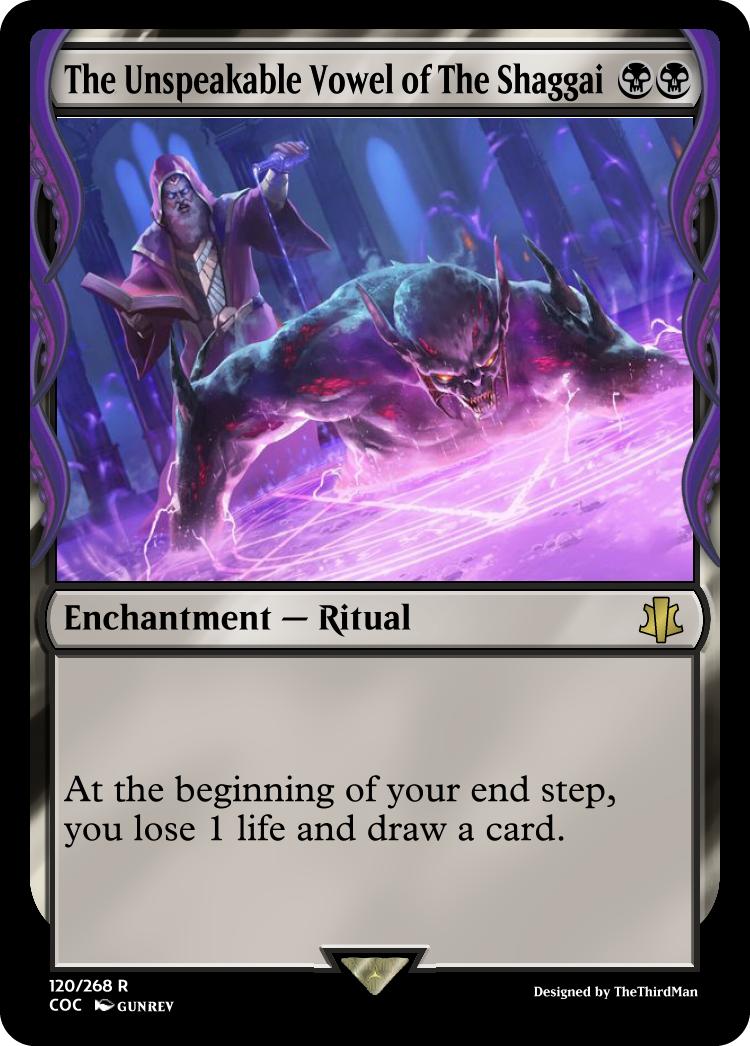 The Unspeakable Vowel of The Shaggai
Enchantment — Ritual
At the beginning of your end step,
you lose 1 life and draw a card.
120/268 R
COC GUNREV
Designed by TheThirdMan